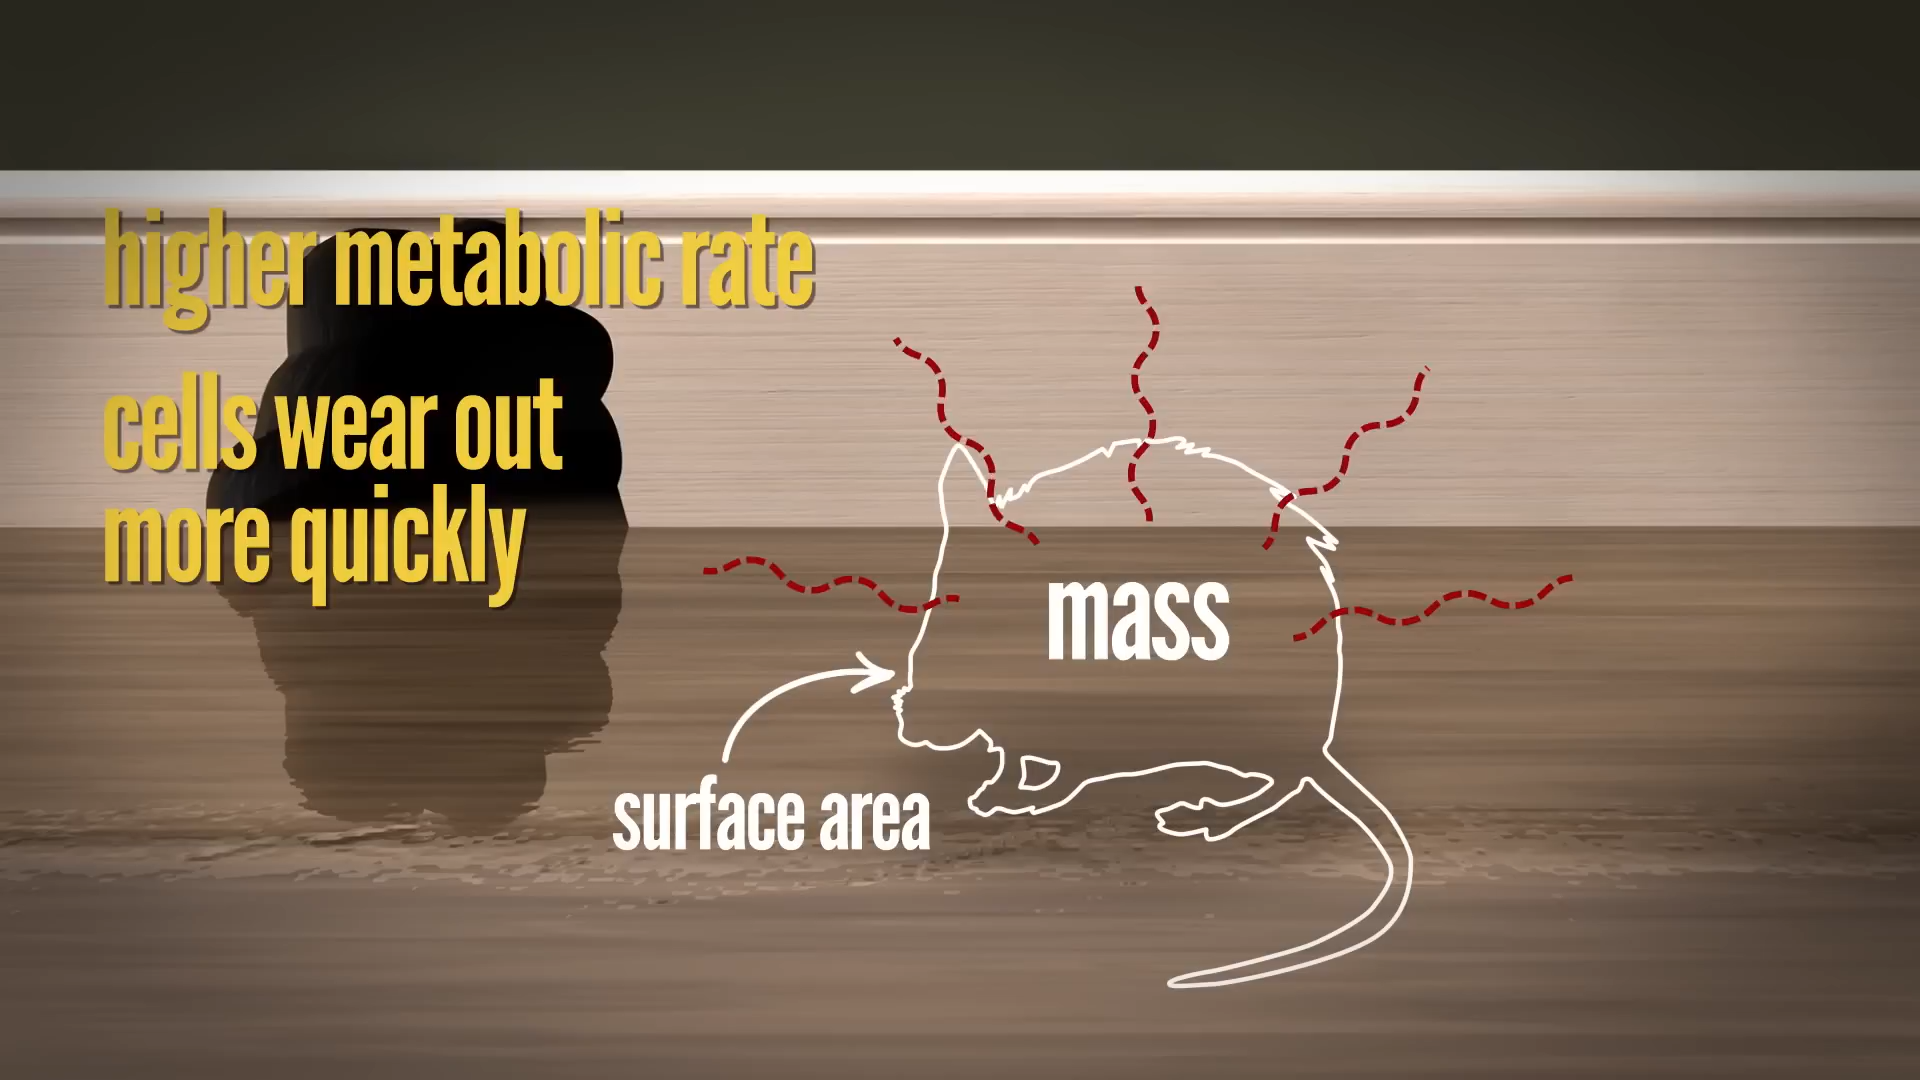 higher metabolic rate
cells wear out
more quickly
mass
surface area